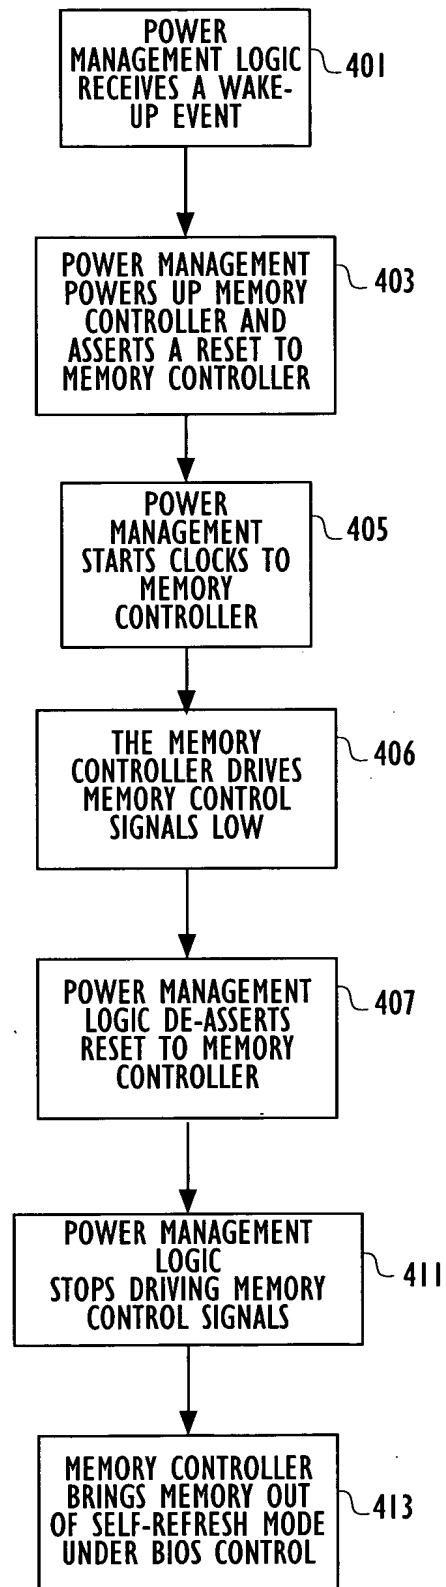 POWER
MANAGEMENT LOGIC
RECEIVES A WAKE-
UP EVENT
401
POWER MANAGEMENT
POWERS UP MEMORY
CONTROLLER AND
ASSERTS A RESET TO
MEMORY CONTROLLER
403
POWER
MANAGEMENT
STARTS CLOCKS TO
MEMORY
CONTROLLER
405
THE MEMORY
CONTROLLER DRIVES
MEMORY CONTROL
SIGNALS LOW
406
POWER MANAGEMENT
LOGIC DE-ASSERTS
RESET TO MEMORY
CONTROLLER
407
POWER MANAGEMENT
LOGIC
STOPS DRIVING MEMORY
CONTROL SIGNALS
411
MEMORY CONTROLLER
BRINGS MEMORY OUT
OF SELF-REFRESH MODE
UNDER BIOS CONTROL
413